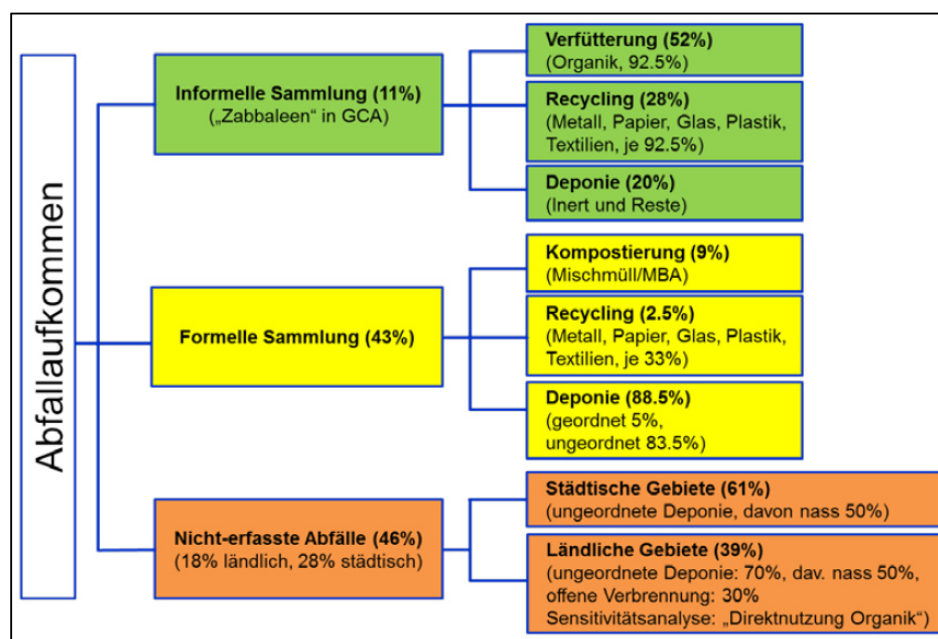 Abfallaufkommen
Informelle Sammlung (11%)
(„Zabbaleen“ in GCA)
Verfütterung (52%)
(Organik, 92.5%)
Recycling (28%)
(Metall, Papier, Glas, Plastik,
Textilien, je 92.5%)
Deponie (20%)
(Inert und Reste)
Formelle Sammlung (43%)
Kompostierung (9%)
(Mischmüll/MBA)
Recycling (2.5%)
(Metall, Papier, Glas, Plastik,
Textilien, je 33%)
Deponie (88.5%)
(geordnet 5%,
ungeordnet 83.5%)
Nicht-erfasste Abfälle (46%)
(18% ländlich, 28% städtisch)
Städtische Gebiete (61%)
(ungeordnete Deponie, davon nass 50%)
Ländliche Gebiete (39%)
(ungeordnete Deponie: 70%, dav. nass 50%,
offene Verbrennung: 30%
Sensitivitätsanalyse: „Direktnutzung Organik“)